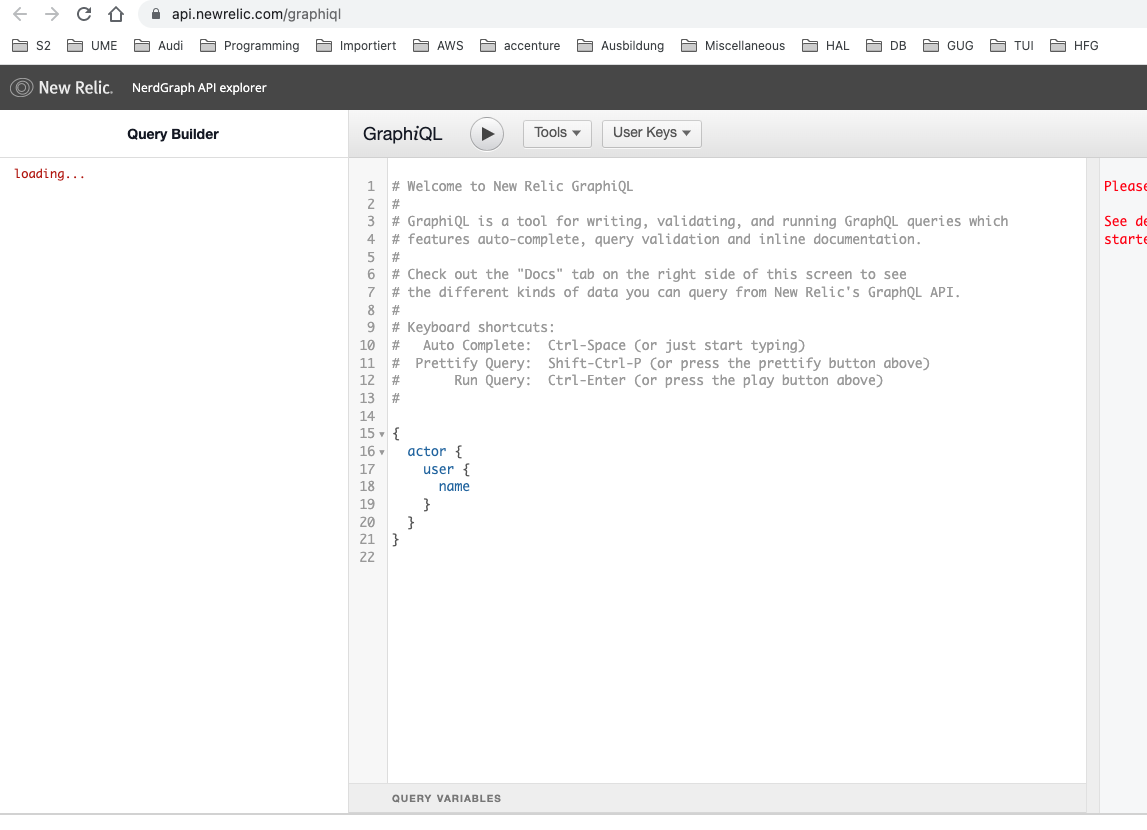 api.newrelic.com/graphiql
S2 UME Audi Programming Importiert AWS accenture Ausbildung Miscellaneous HAL DB GUG TUI HFG
New Relic. NerdGraph API explorer
Query Builder
GraphiQL Tools User Keys
loading...
1 # Welcome to New Relic GraphiQL
2 #
3 # GraphiQL is a tool for writing, validating, and running GraphQL queries which
4 # features auto-complete, query validation and inline documentation.
5 #
6 # Check out the "Docs" tab on the right side of this screen to see
7 # the different kinds of data you can query from New Relic's GraphQL API.
8 #
9 # Keyboard shortcuts:
10 #   Auto Complete:  Ctrl-Space (or just start typing)
11 #  Prettify Query:  Shift-Ctrl-P (or press the prettify button above)
12 #       Run Query:  Ctrl-Enter (or press the play button above)
13 #
14
15 {
16   actor {
17     user {
18       name
19     }
20   }
21 }
22
Please
See de
starte
QUERY VARIABLES